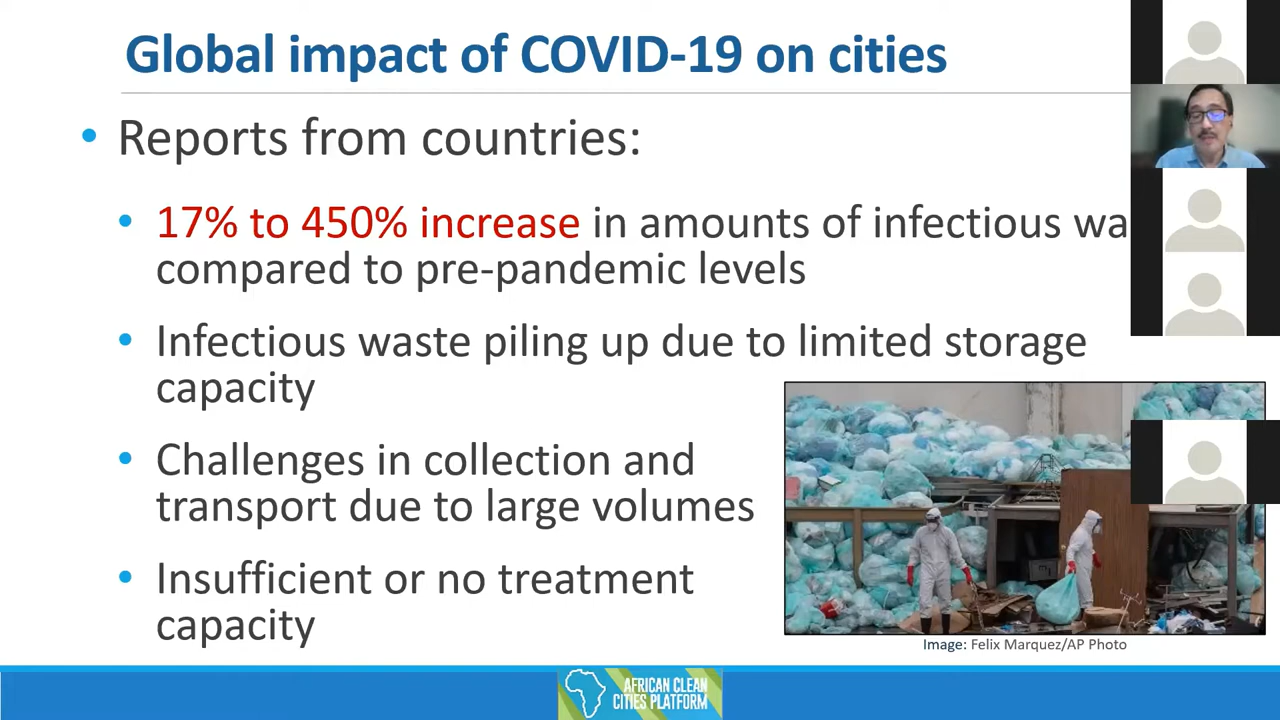 Global impact of COVID-19 on cities
• Reports from countries:
• 17% to 450% increase in amounts of infectious wa
compared to pre-pandemic levels
• Infectious waste piling up due to limited storage
capacity
• Challenges in collection and
transport due to large volumes
• Insufficient or no treatment
capacity
Image: Felix Marquez/AP Photo
AFRICAN CLEAN
CITIES PLATFORM